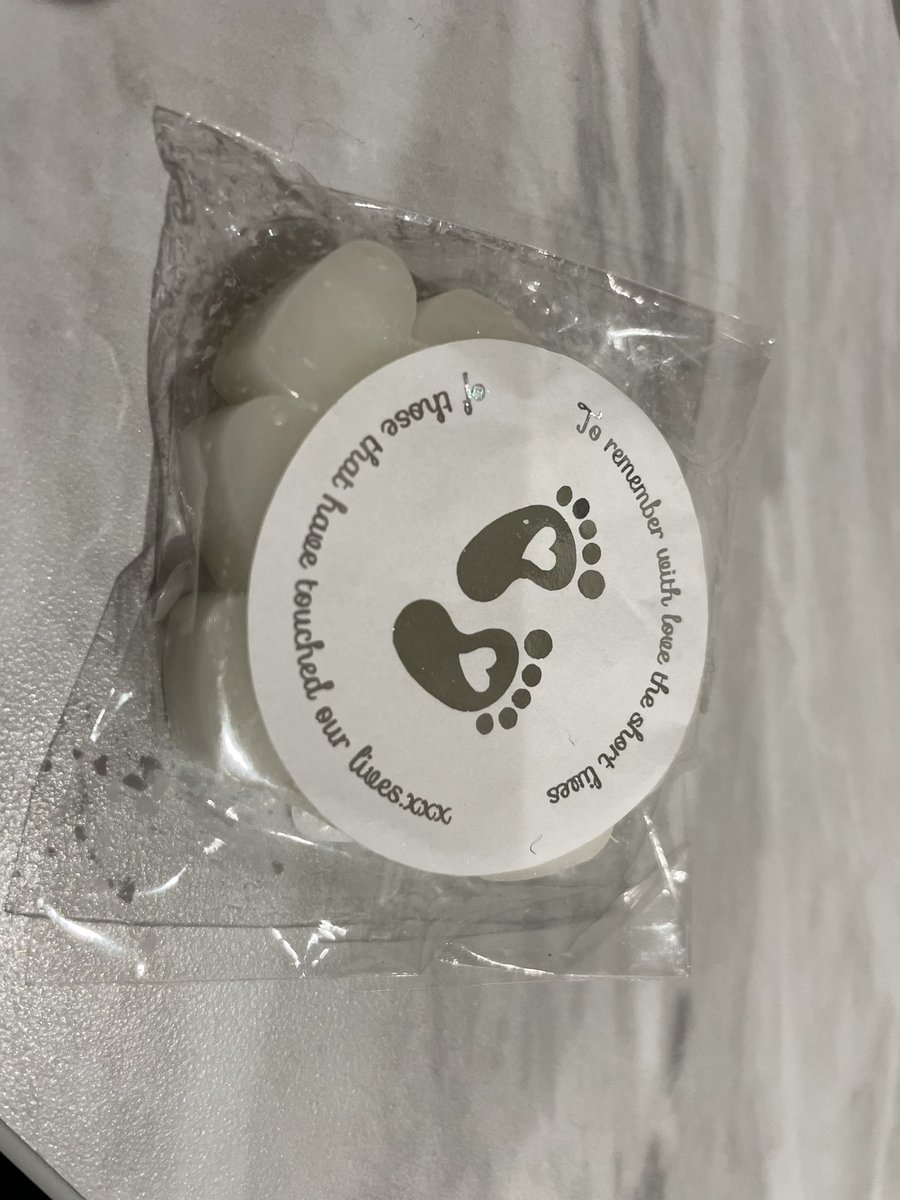 To remember with love the short lives
of those that have touched our lives.xxx